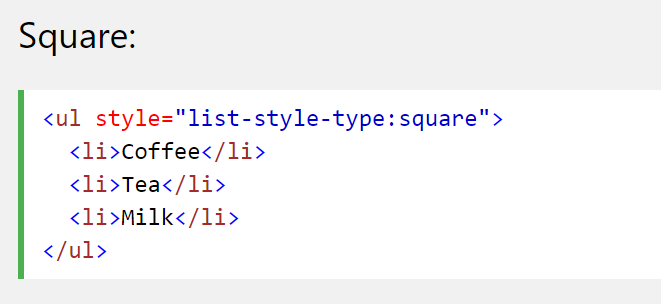 Square:
<ul style="list-style-type:square">
  <li>Coffee</li>
  <li>Tea</li>
  <li>Milk</li>
</ul>